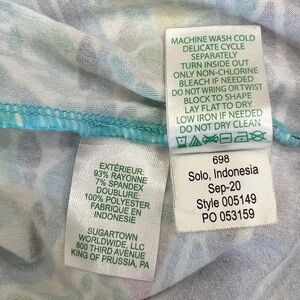 MACHINE WASH COLD
DELICATE CYCLE
SEPARATELY
TURN INSIDE OUT
ONLY NON-CHLORINE
BLEACH IF NEEDED
DO NOT WRING OR TWIST
BLOCK TO SHAPE
LAY FLAT TO DRY
LOW IRON IF NEEDED
DO NOT DRY CLEAN
698
Solo, Indonesia
Sep-20
Style 005149
PO 053159
EXTÉRIEUR:
93% RAYONNE
7% SPANDEX
DOUBLURE:
100% POLYESTER
FABRIQUE EN
INDONESIE
SUGARTOWN
WORLDWIDE, LLC
800 THIRD AVENUE
KING OF PRUSSIA, PA